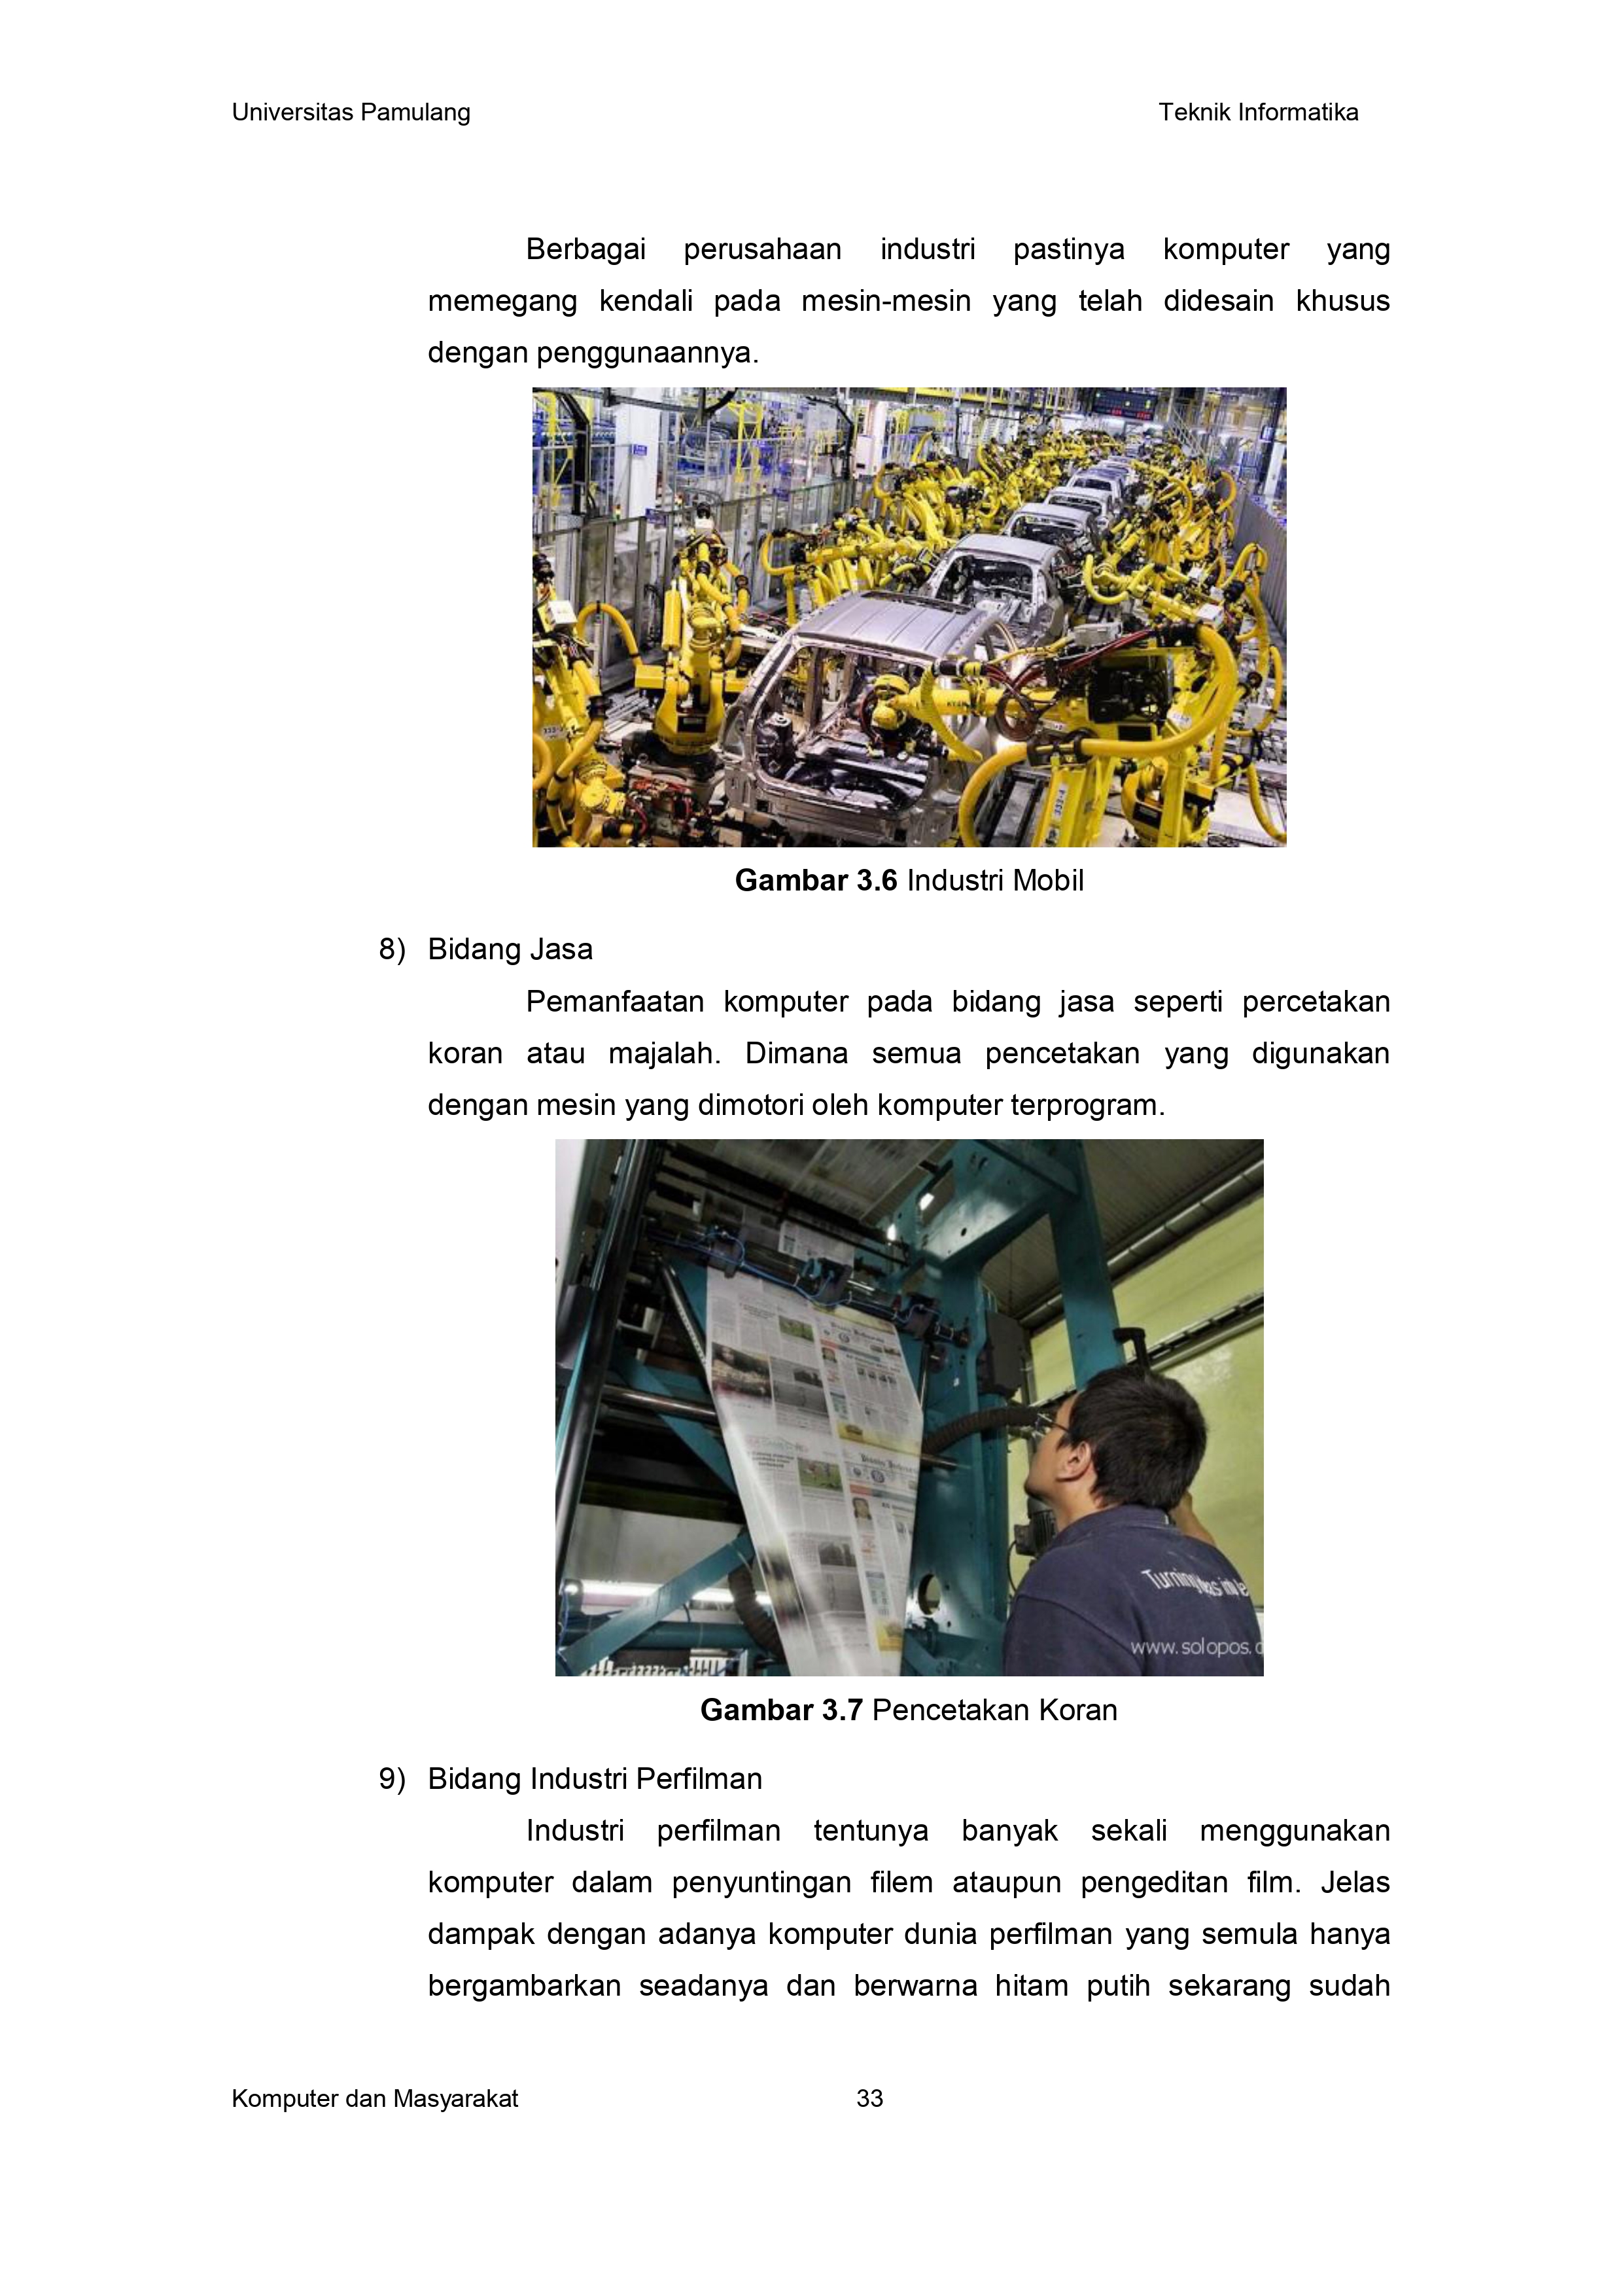 Universitas Pamulang Teknik Informatika
Berbagai perusahaan industri pastinya komputer yang
memegang kendali pada mesin-mesin yang telah didesain khusus
dengan penggunaannya.
333-4
Gambar 3.6 Industri Mobil
8) Bidang Jasa
Pemanfaatan komputer pada bidang jasa seperti percetakan
koran atau majalah. Dimana semua pencetakan yang digunakan
dengan mesin yang dimotori oleh komputer terprogram.
Turning
www.solopos.c
Gambar 3.7 Pencetakan Koran
9) Bidang Industri Perfilman
Industri perfilman tentunya banyak sekali menggunakan
komputer dalam penyuntingan filem ataupun pengeditan film. Jelas
dampak dengan adanya komputer dunia perfilman yang semula hanya
bergambarkan seadanya dan berwarna hitam putih sekarang sudah
Komputer dan Masyarakat 33